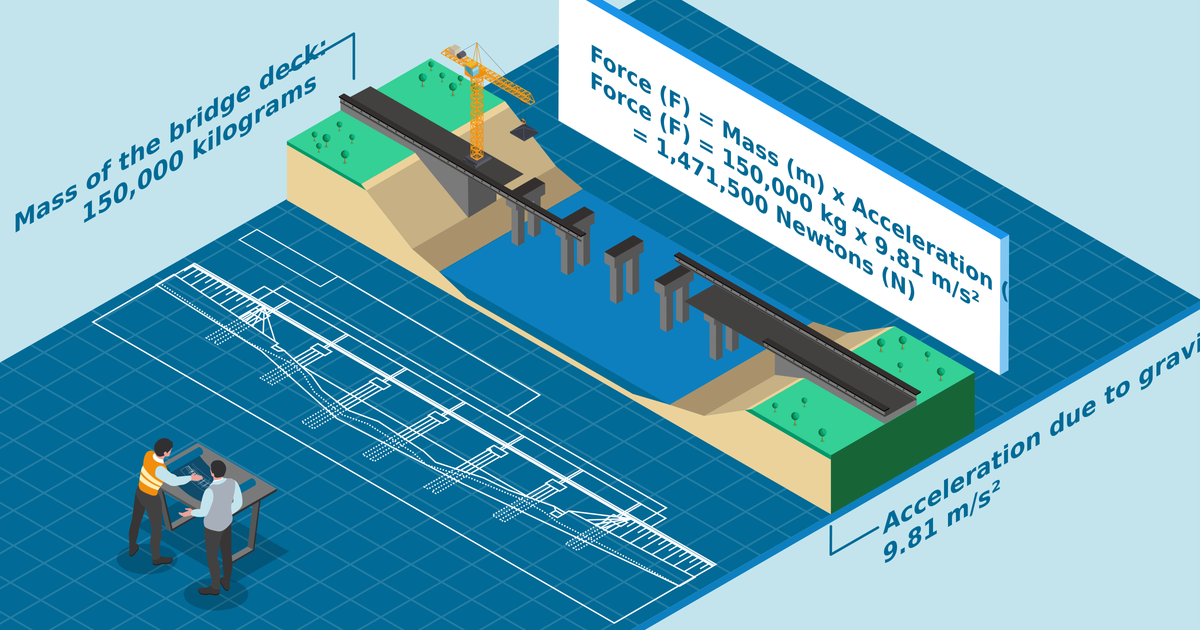 Mass of the bridge deck:
150,000 kilograms
Force (F) = Mass (m) x Acceleration (
Force (F) = 150,000 kg x 9.81 m/s²
= 1,471,500 Newtons (N)
Acceleration due to
9.81 m/s²